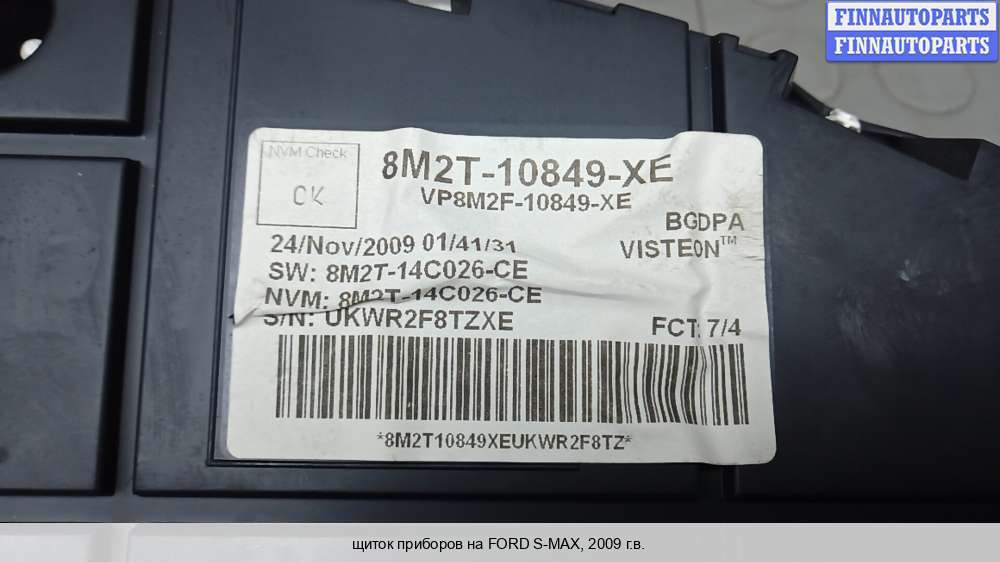 FINNAUTOPARTS
FINNAUTOPARTS
NVM Check
OK
8M2T-10849-XE
VP8M2F-10849-XE
BGDPA
VISTEON™
24/Nov/2009 01/41/31
SW: 8M2T-14C026-CE
NVM: 8M2T-14C026-CE
S/N: UKWR2F8TZXE
FCT: 7/4
*8M2T10849XEUKWR2F8TZ*
щиток приборов на FORD S-MAX, 2009 г.в.